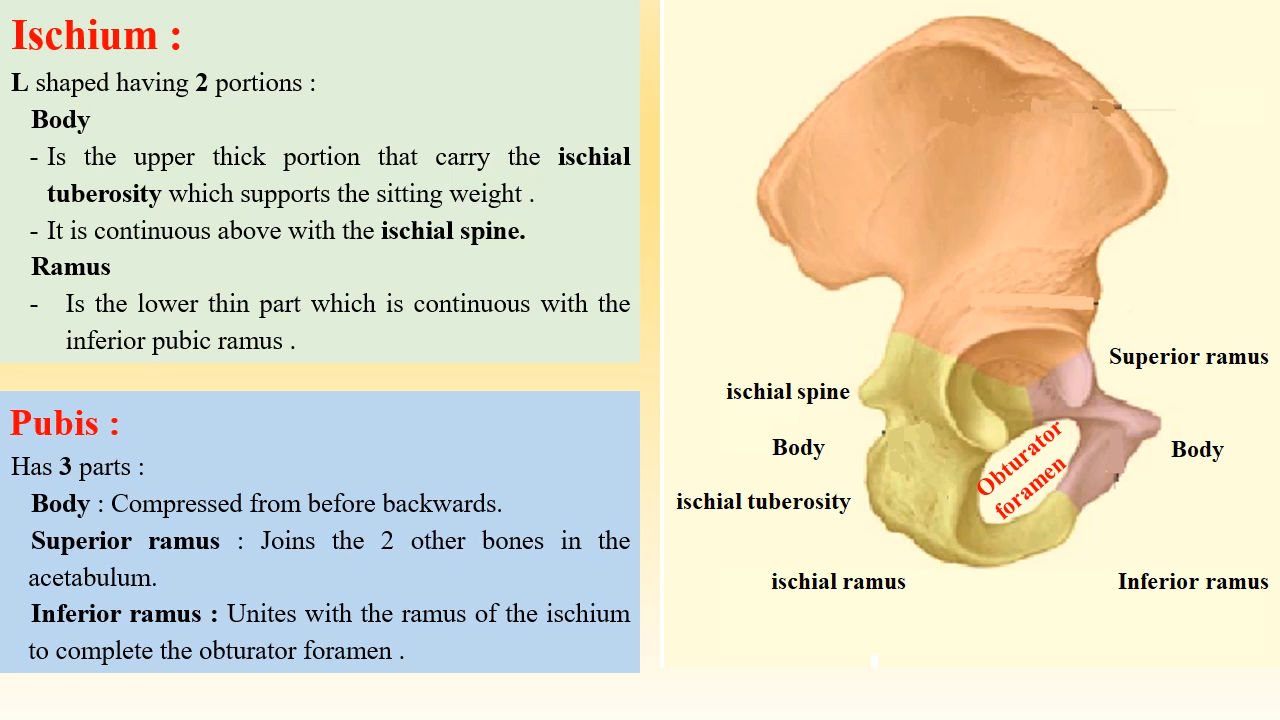 Ischium :
L shaped having 2 portions :
Body
- Is the upper thick portion that carry the ischial
tuberosity which supports the sitting weight .
- It is continuous above with the ischial spine.
Ramus
- Is the lower thin part which is continuous with the
inferior pubic ramus .
Pubis :
Has 3 parts :
Body : Compressed from before backwards.
Superior ramus : Joins the 2 other bones in the
acetabulum.
Inferior ramus : Unites with the ramus of the ischium
to complete the obturator foramen .
Superior ramus
ischial spine
Body
Body
ischial tuberosity
Obturator
foramen
ischial ramus
Inferior ramus